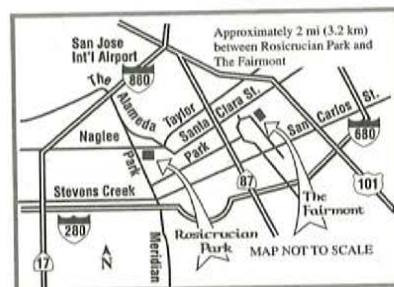 Approximately 2 mi (3.2 km)
between Rosicrucian Park and
The Fairmont
San Jose
Int'l Airport
880
The Alameda
Taylor
Santa Clara St.
San Carlos St.
Naglee
Park
Park
680
Stevens Creek
87
The
Fairmont
101
280
Rosicrucian
Park
MAP NOT TO SCALE
17
N
Meridian